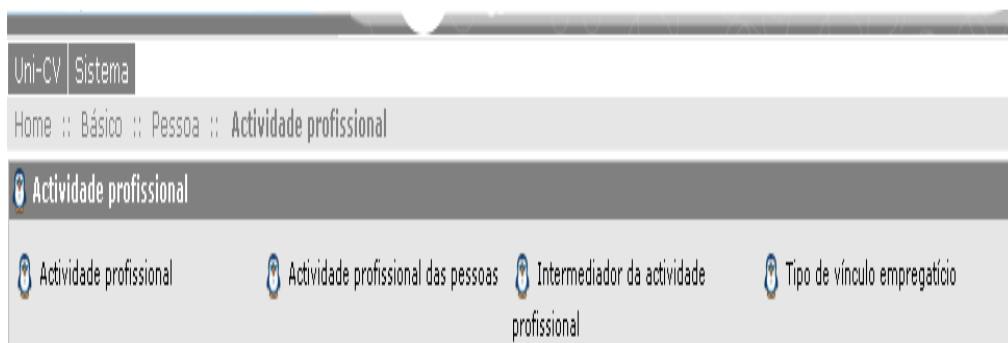 Uni-CV Sistema
Home :: Básico :: Pessoa :: Actividade profissional
Actividade profissional
Actividade profissional Actividade profissional das pessoas Intermediador da actividade Tipo de vínculo empregatício
profissional